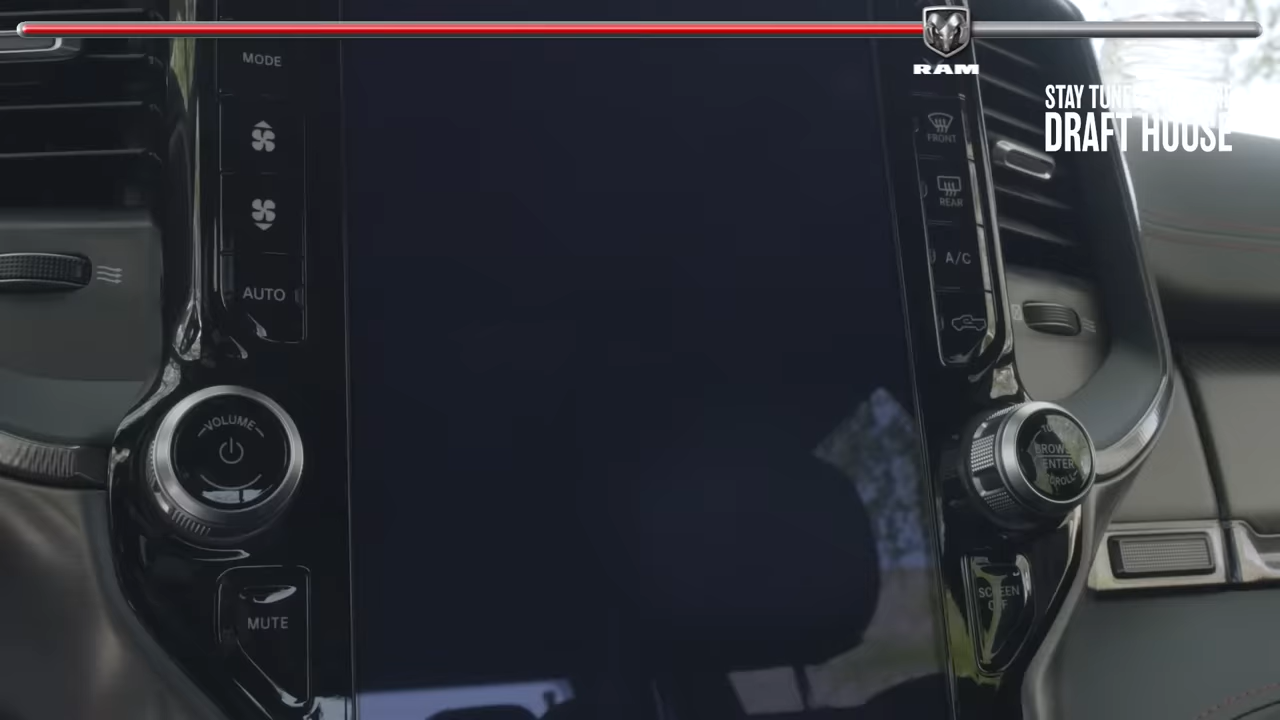 RAM
STAY TUNED
DRAFT HOUSE
MODE
AUTO
VOLUME
MUTE
FRONT
REAR
A/C
BROWSE
ENTER
SCROLL
SCREEN
OFF